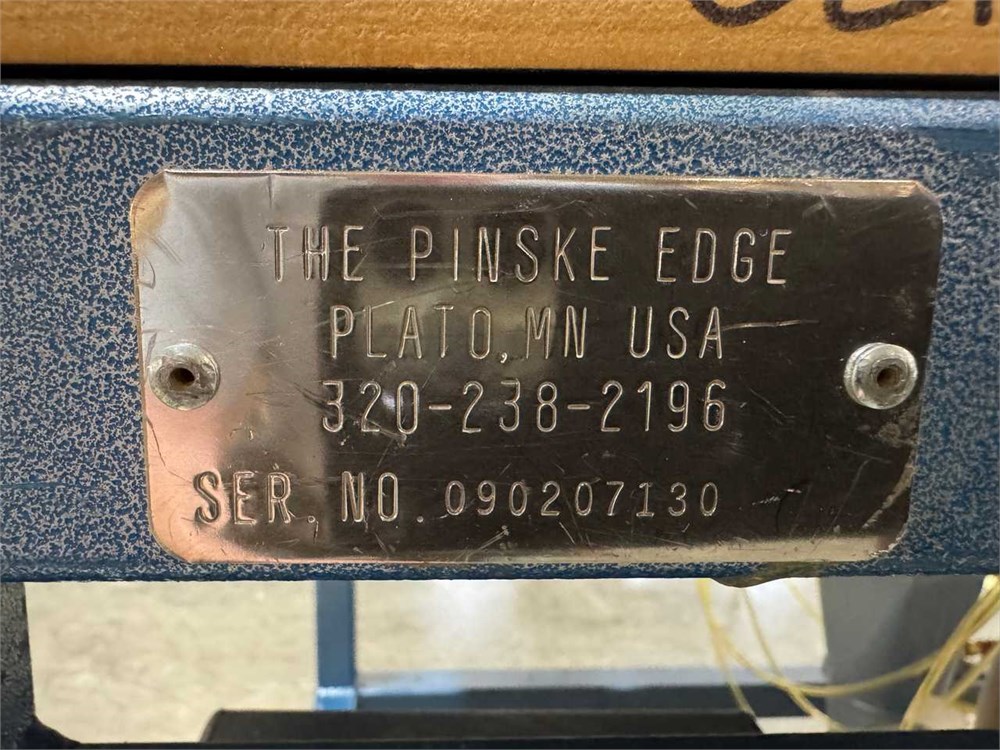 THE PINSKE EDGE
PLATO, MN USA
320-238-2196
SER. NO. 090207130